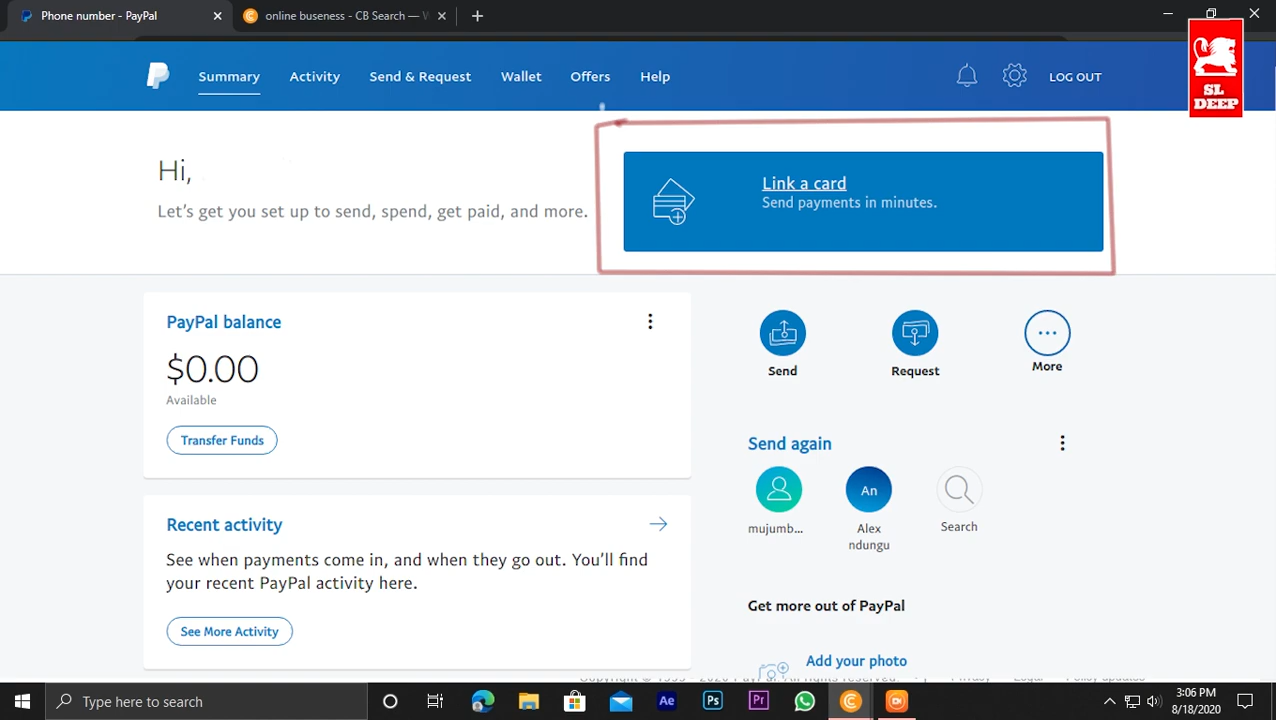 Phone number - PayPal
online buseness - CB Search —
SL
DEEP
Summary
Activity
Send & Request
Wallet
Offers
Help
LOG OUT
Hi,
Let's get you set up to send, spend, get paid, and more.
Link a card
Send payments in minutes.
PayPal balance
$0.00
Available
Transfer Funds
Send
Request
More
Send again
mujumb...
An
Alex
ndungu
Search
Recent activity
See when payments come in, and when they go out. You'll find
your recent PayPal activity here.
See More Activity
Get more out of PayPal
Add your photo
Type here to search
Ae
Ps
Pr
3:06 PM
8/18/2020